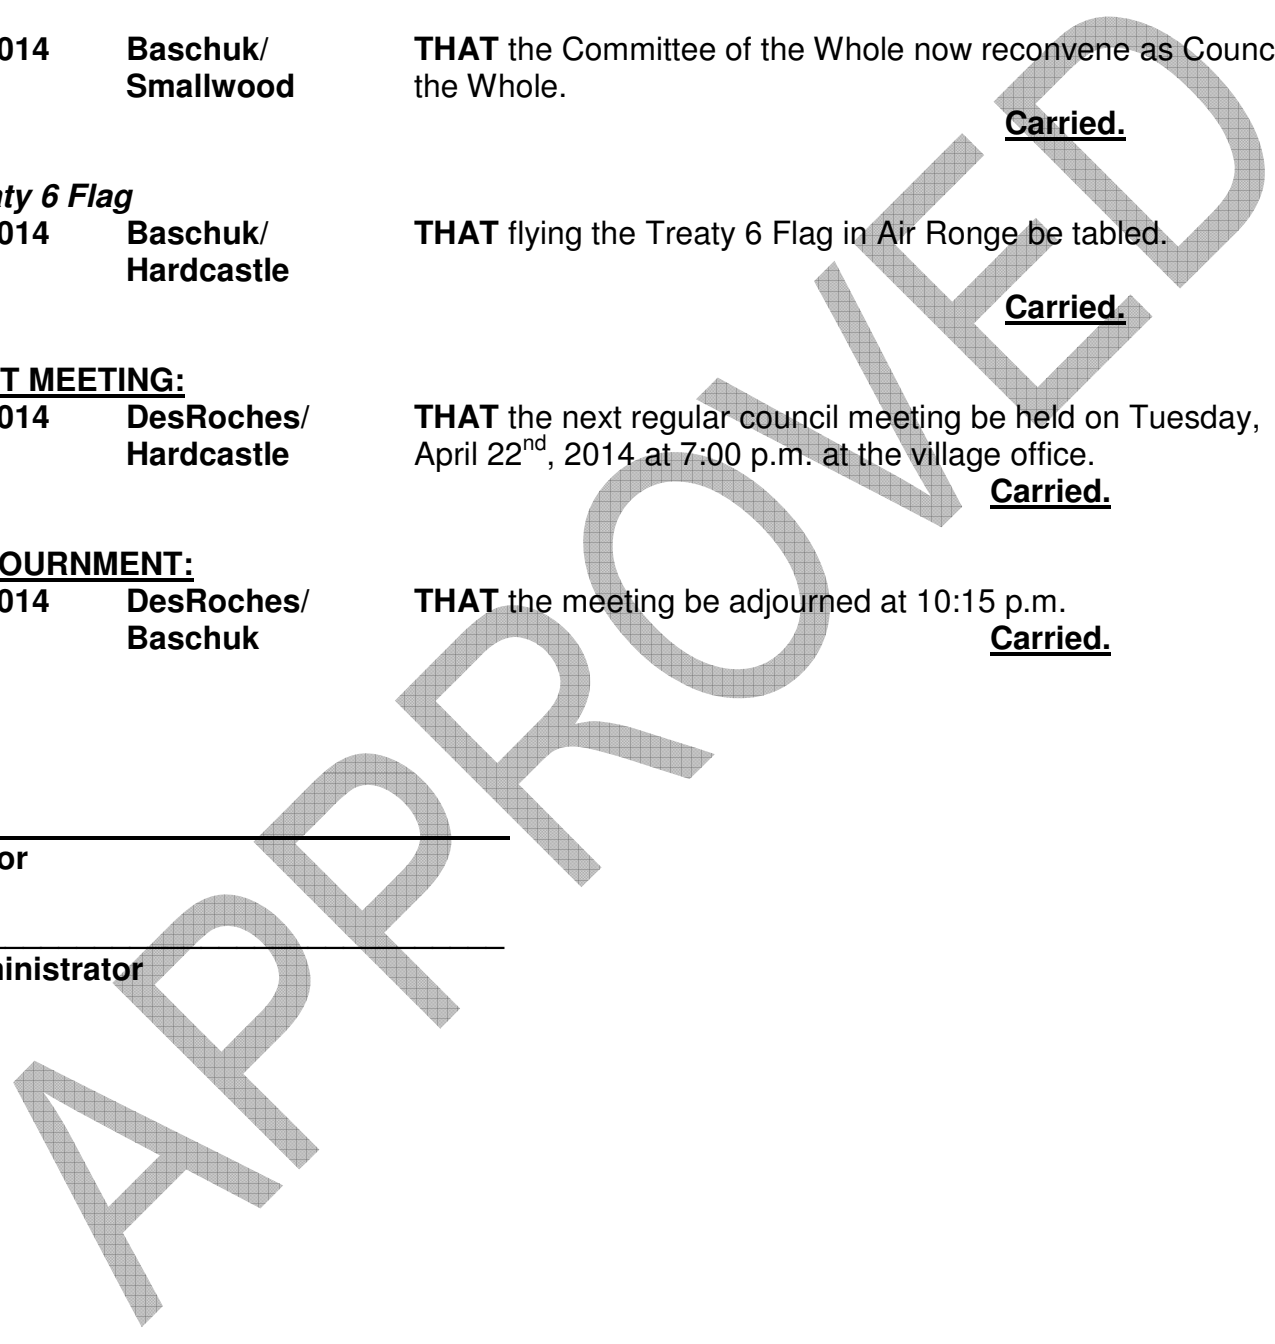 014 Baschuk/ THAT the Committee of the Whole now reconvene as Counc
Smallwood the Whole.
Carried.
aty 6 Flag
014 Baschuk/ THAT flying the Treaty 6 Flag in Air Ronge be tabled.
Hardcastle
Carried.
T MEETING:
014 DesRoches/ THAT the next regular council meeting be held on Tuesday,
Hardcastle April 22nd, 2014 at 7:00 p.m. at the village office.
Carried.
OURNMENT:
014 DesRoches/ THAT the meeting be adjourned at 10:15 p.m.
Baschuk Carried.
or
inistrator
APPROVED